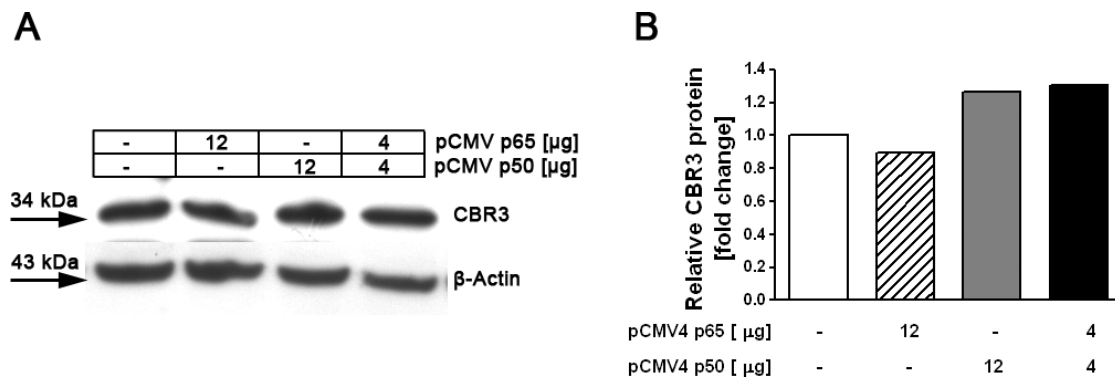 A
- 12 - 4 pCMV p65 [µg]
- - 12 4 pCMV p50 [µg]
34 kDa
CBR3
43 kDa
β-Actin
B
Relative CBR3 protein
[fold change]
1.4
1.2
1.0
0.8
0.6
0.4
0.2
0.0
pCMV4 p65 [ µg] - 12 - 4
pCMV4 p50 [ µg] - - 12 4